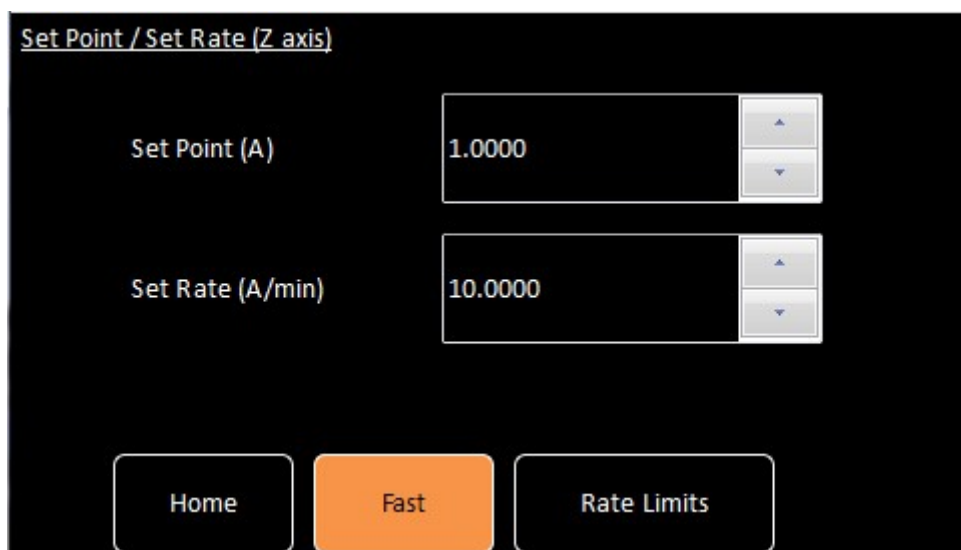 Set Point / Set Rate (Z axis)
Set Point (A)
1.0000
Set Rate (A/min)
10.0000
Home
Fast
Rate Limits